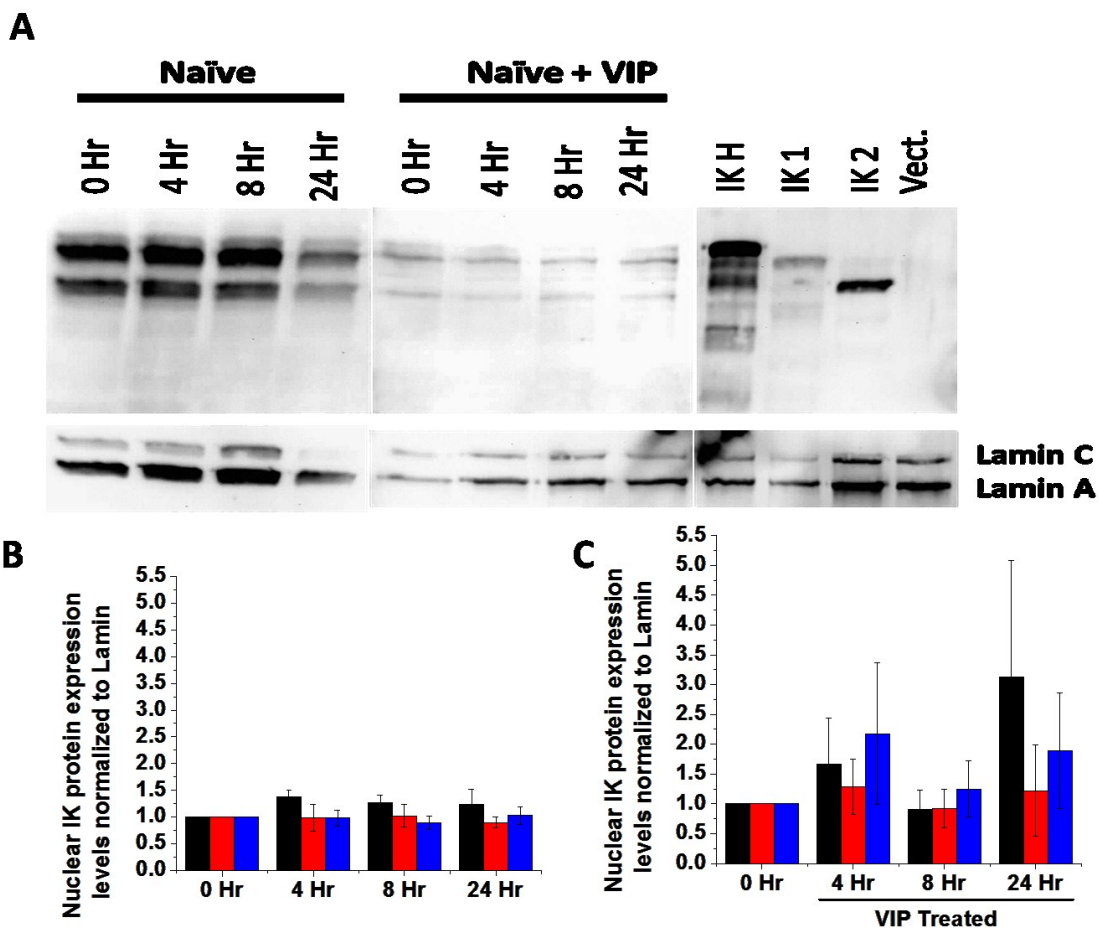 A
Naïve
Naïve + VIP
0 Hr
4 Hr
8 Hr
24 Hr
0 Hr
4 Hr
8 Hr
24 Hr
IK H
IK 1
IK 2
Vect.
Lamin C
Lamin A
B
Nuclear IK protein expression
levels normalized to Lamin
5.5
5.0
4.5
4.0
3.5
3.0
2.5
2.0
1.5
1.0
0.5
0.0
0 Hr
4 Hr
8 Hr
24 Hr
C
Nuclear IK protein expression
levels normalized to Lamin
5.5
5.0
4.5
4.0
3.5
3.0
2.5
2.0
1.5
1.0
0.5
0.0
0 Hr
4 Hr
8 Hr
24 Hr
VIP Treated